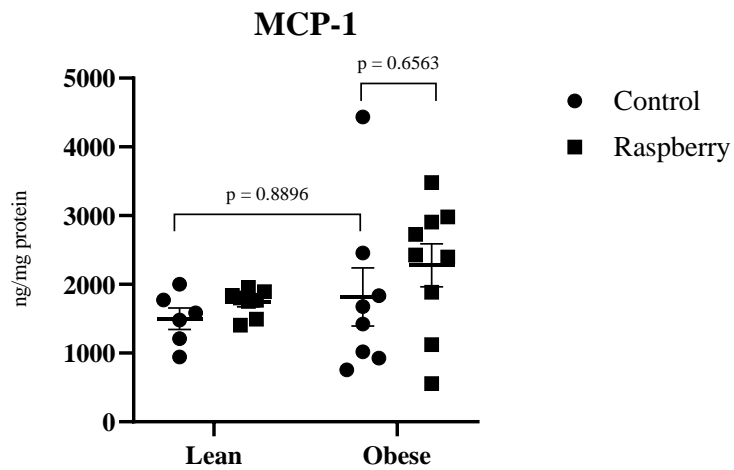 MCP-1
p = 0.6563
5000
Control
4000
Raspberry
p = 0.8896
3000
ng/mg protein
2000
1000
0
Lean
Obese